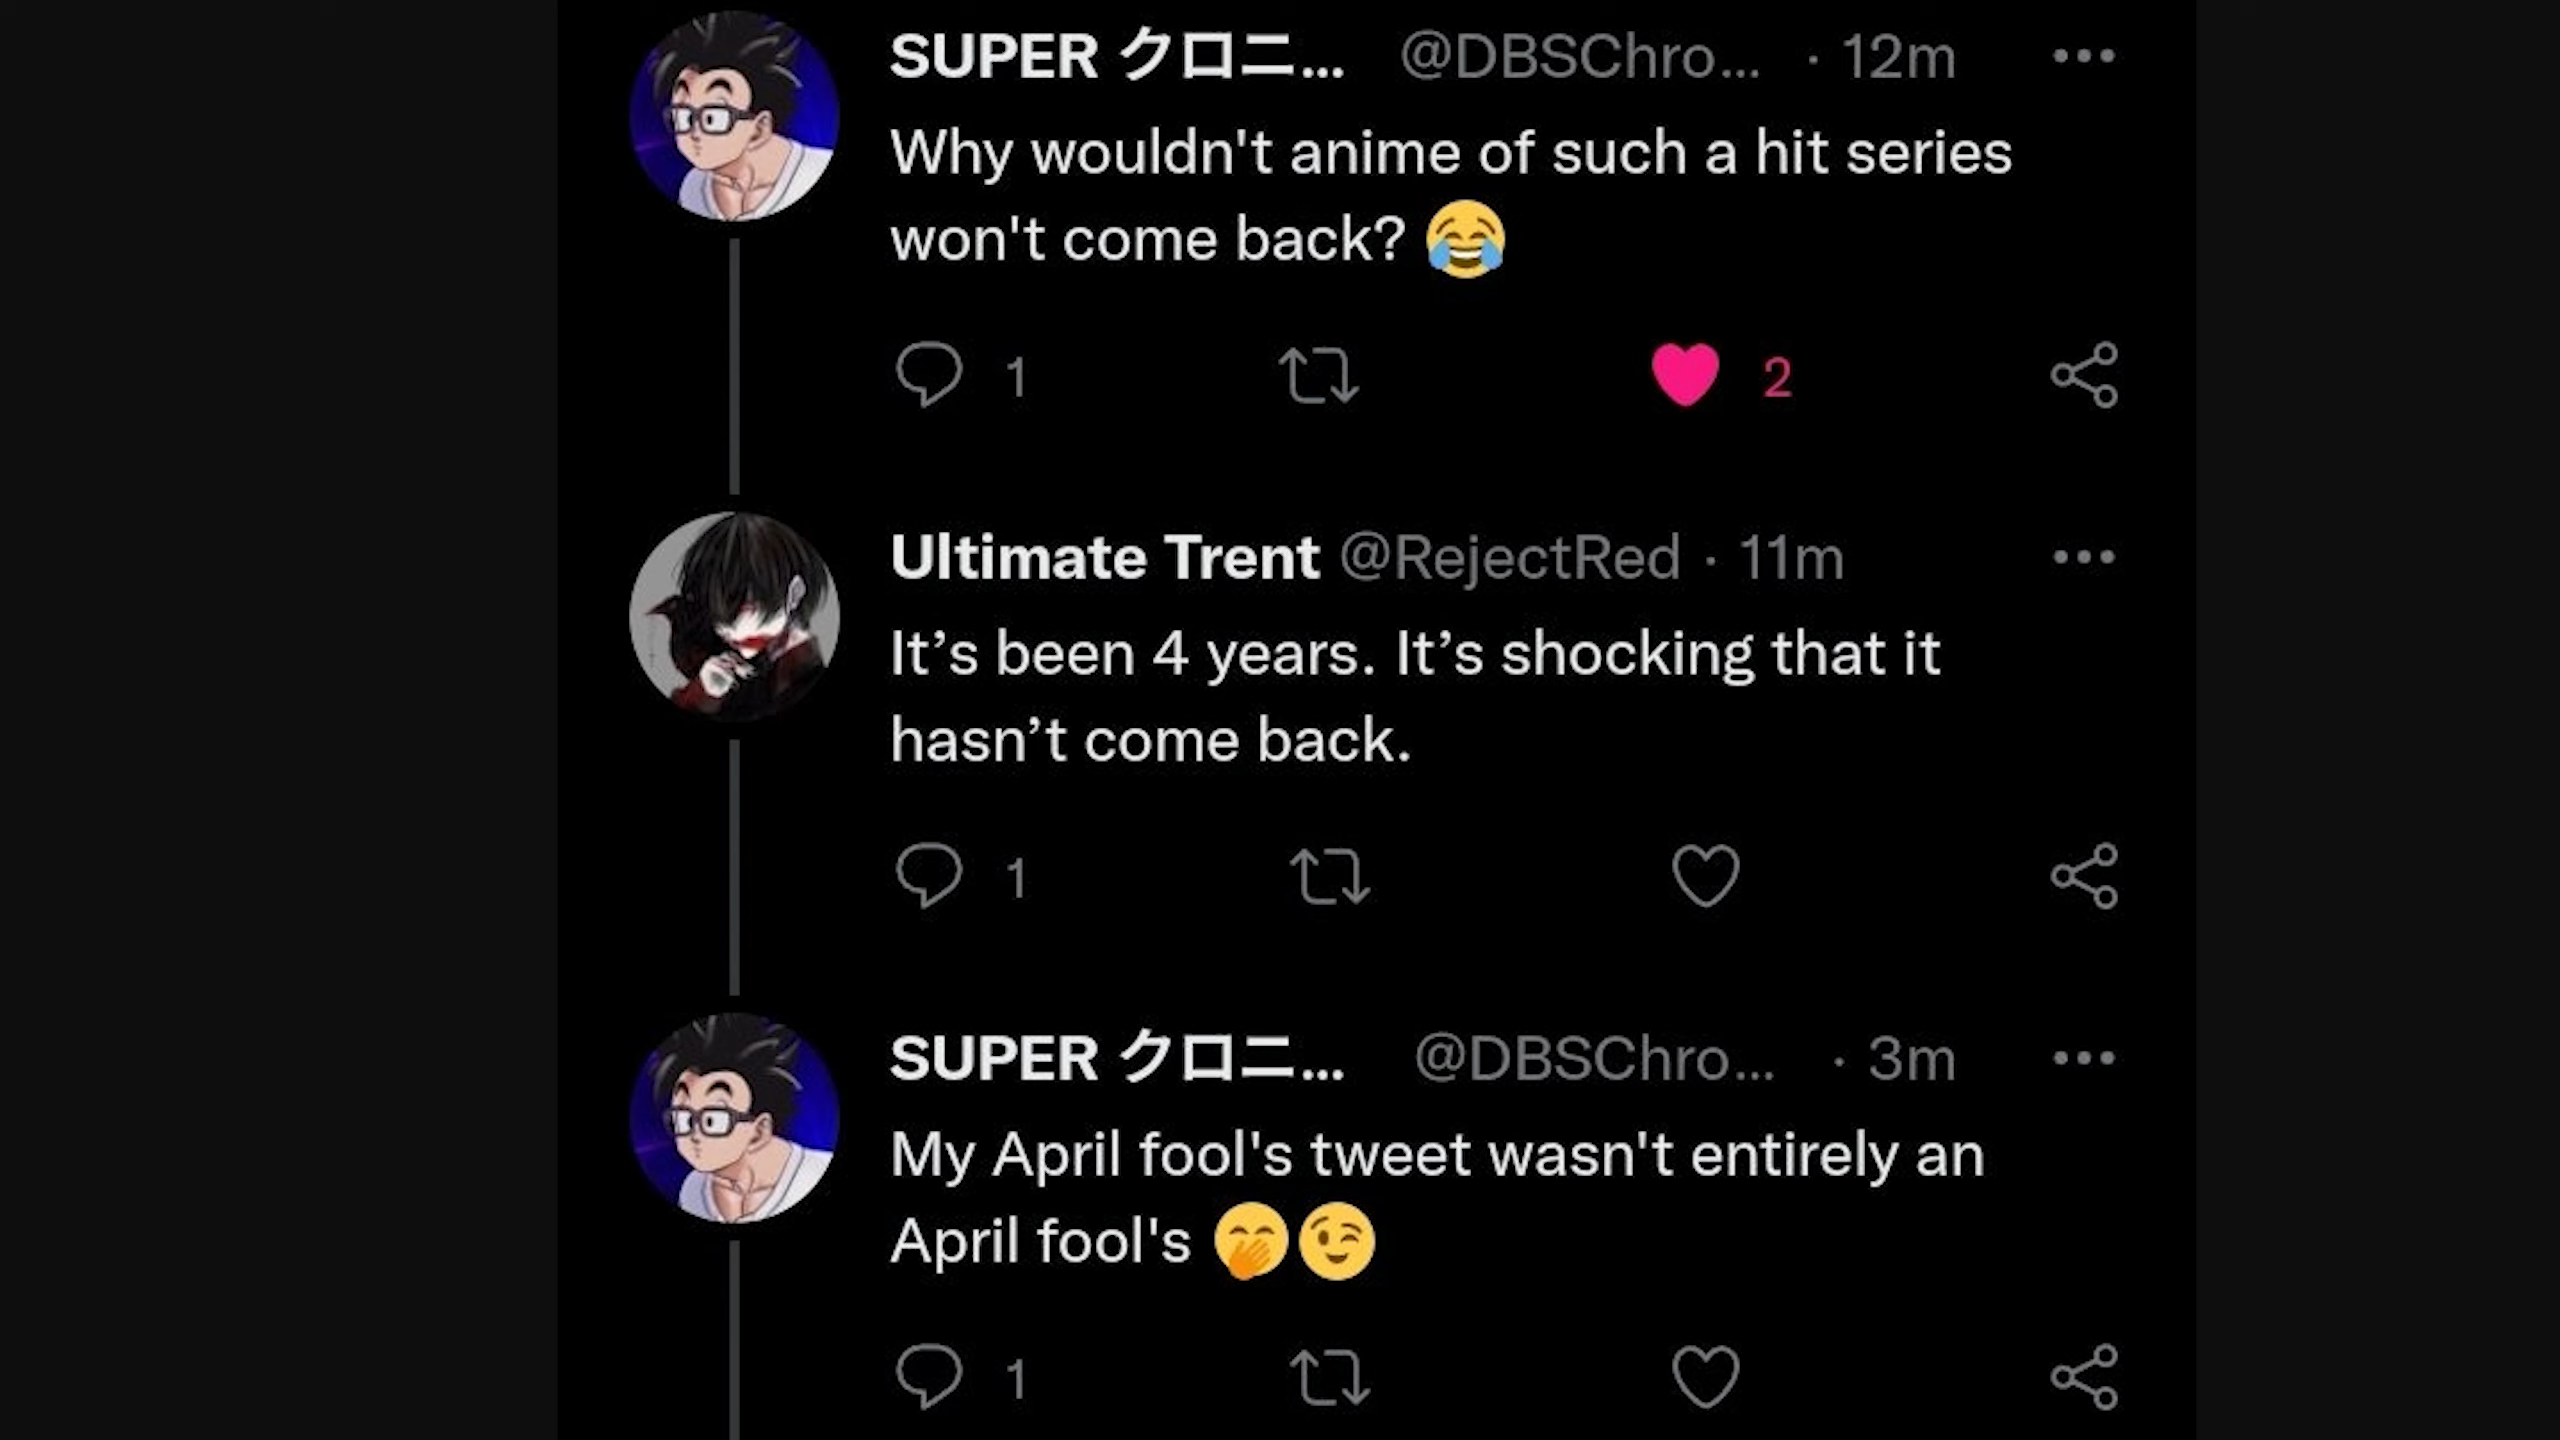 SUPER クロニ... @DBSChro... · 12m
Why wouldn't anime of such a hit series
won't come back? 😂
1 2
Ultimate Trent @RejectRed · 11m
It’s been 4 years. It’s shocking that it
hasn’t come back.
1
SUPER クロニ... @DBSChro... · 3m
My April fool's tweet wasn't entirely an
April fool's 🤭😉
1